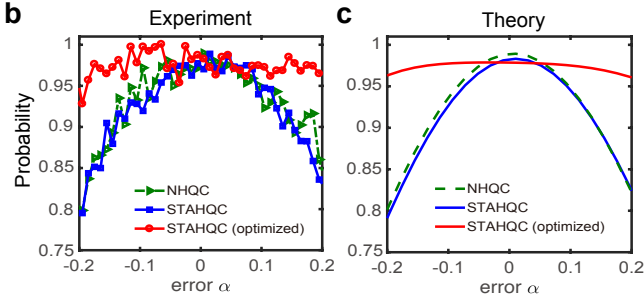 b
Experiment
Probability
1
0.95
0.9
0.85
0.8
0.75
NHQC
STAHQC
STAHQC (optimized)
-0.2
-0.1
0
0.1
0.2
error α
c
Theory
1
0.95
0.9
0.85
0.8
0.75
NHQC
STAHQC
STAHQC (optimized)
-0.2
-0.1
0
0.1
0.2
error α